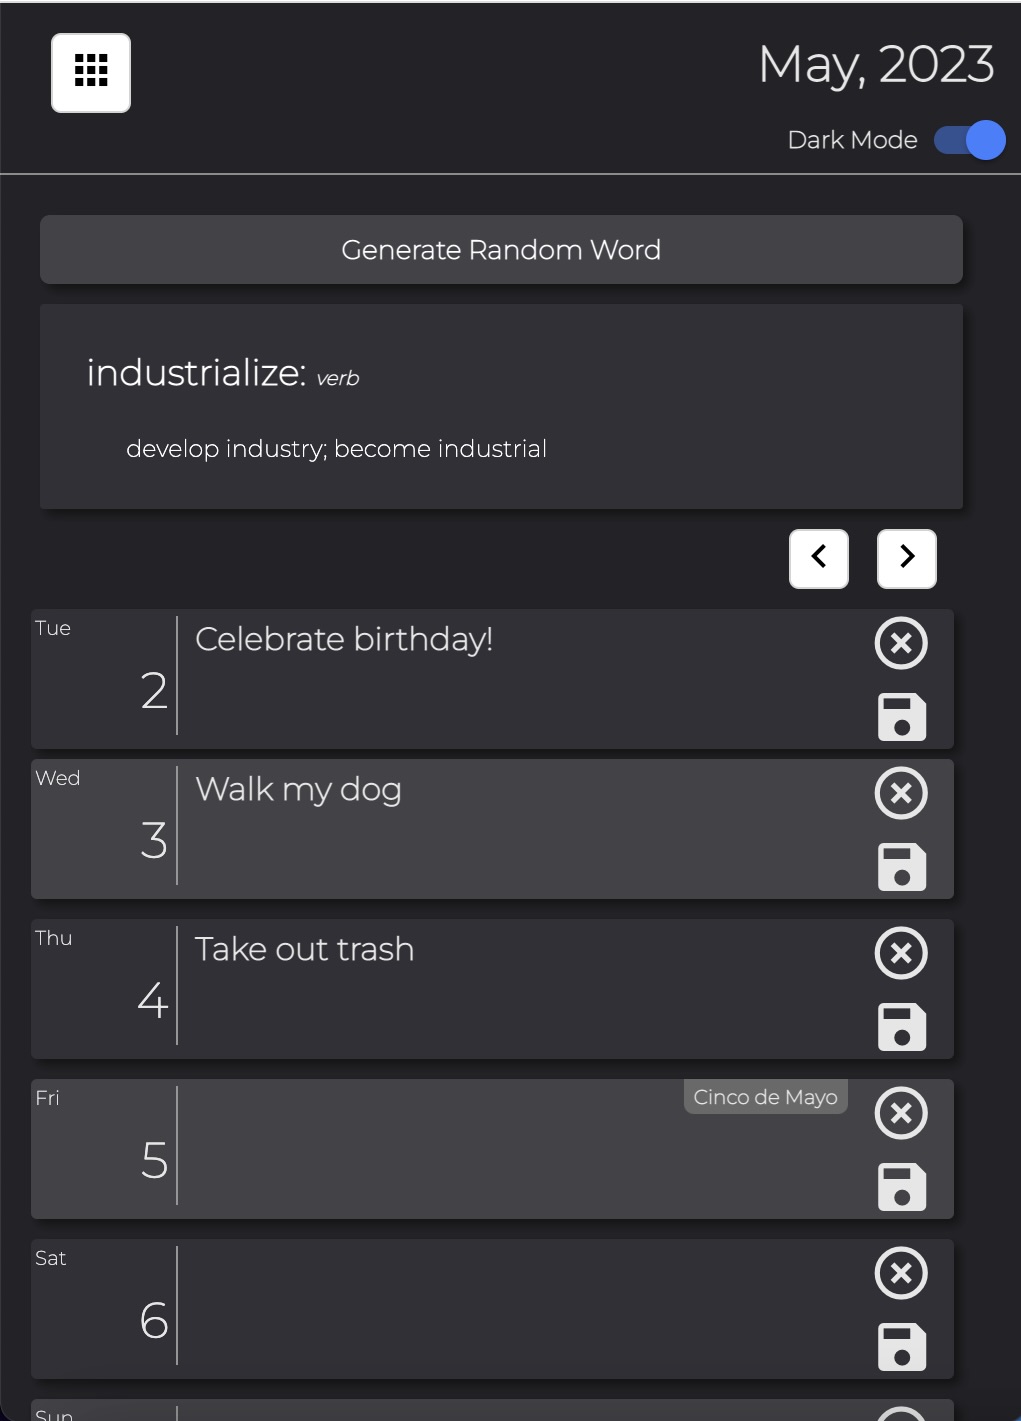 May, 2023
Dark Mode
Generate Random Word
industrialize: verb
develop industry; become industrial
Tue
2
Celebrate birthday!
Wed
3
Walk my dog
Thu
4
Take out trash
Fri
5
Cinco de Mayo
Sat
6
Sun